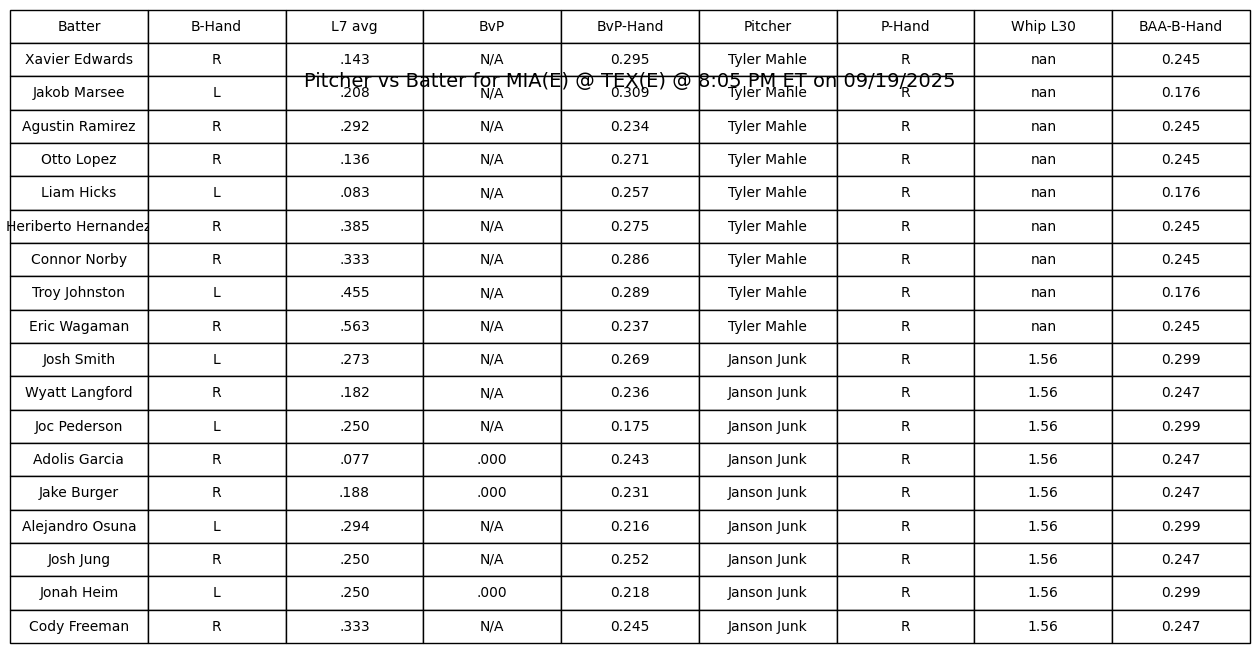 Batter B-Hand L7 avg BvP BvP-Hand Pitcher P-Hand Whip L30 BAA-B-Hand
Xavier Edwards R .143 N/A 0.295 Tyler Mahle R nan 0.245
Pitcher vs Batter for MIA(E) @ TEX(E) @ 8:05 PM ET on 09/19/2025
Jakob Marsee L .208 N/A 0.309 Tyler Mahle R nan 0.176
Agustin Ramirez R .292 N/A 0.234 Tyler Mahle R nan 0.245
Otto Lopez R .136 N/A 0.271 Tyler Mahle R nan 0.245
Liam Hicks L .083 N/A 0.257 Tyler Mahle R nan 0.176
Heriberto Hernandez R .385 N/A 0.275 Tyler Mahle R nan 0.245
Connor Norby R .333 N/A 0.286 Tyler Mahle R nan 0.245
Troy Johnston L .455 N/A 0.289 Tyler Mahle R nan 0.176
Eric Wagaman R .563 N/A 0.237 Tyler Mahle R nan 0.245
Josh Smith L .273 N/A 0.269 Janson Junk R 1.56 0.299
Wyatt Langford R .182 N/A 0.236 Janson Junk R 1.56 0.247
Joc Pederson L .250 N/A 0.175 Janson Junk R 1.56 0.299
Adolis Garcia R .077 .000 0.243 Janson Junk R 1.56 0.247
Jake Burger R .188 .000 0.231 Janson Junk R 1.56 0.247
Alejandro Osuna L .294 N/A 0.216 Janson Junk R 1.56 0.299
Josh Jung R .250 N/A 0.252 Janson Junk R 1.56 0.247
Jonah Heim L .250 .000 0.218 Janson Junk R 1.56 0.299
Cody Freeman R .333 N/A 0.245 Janson Junk R 1.56 0.247